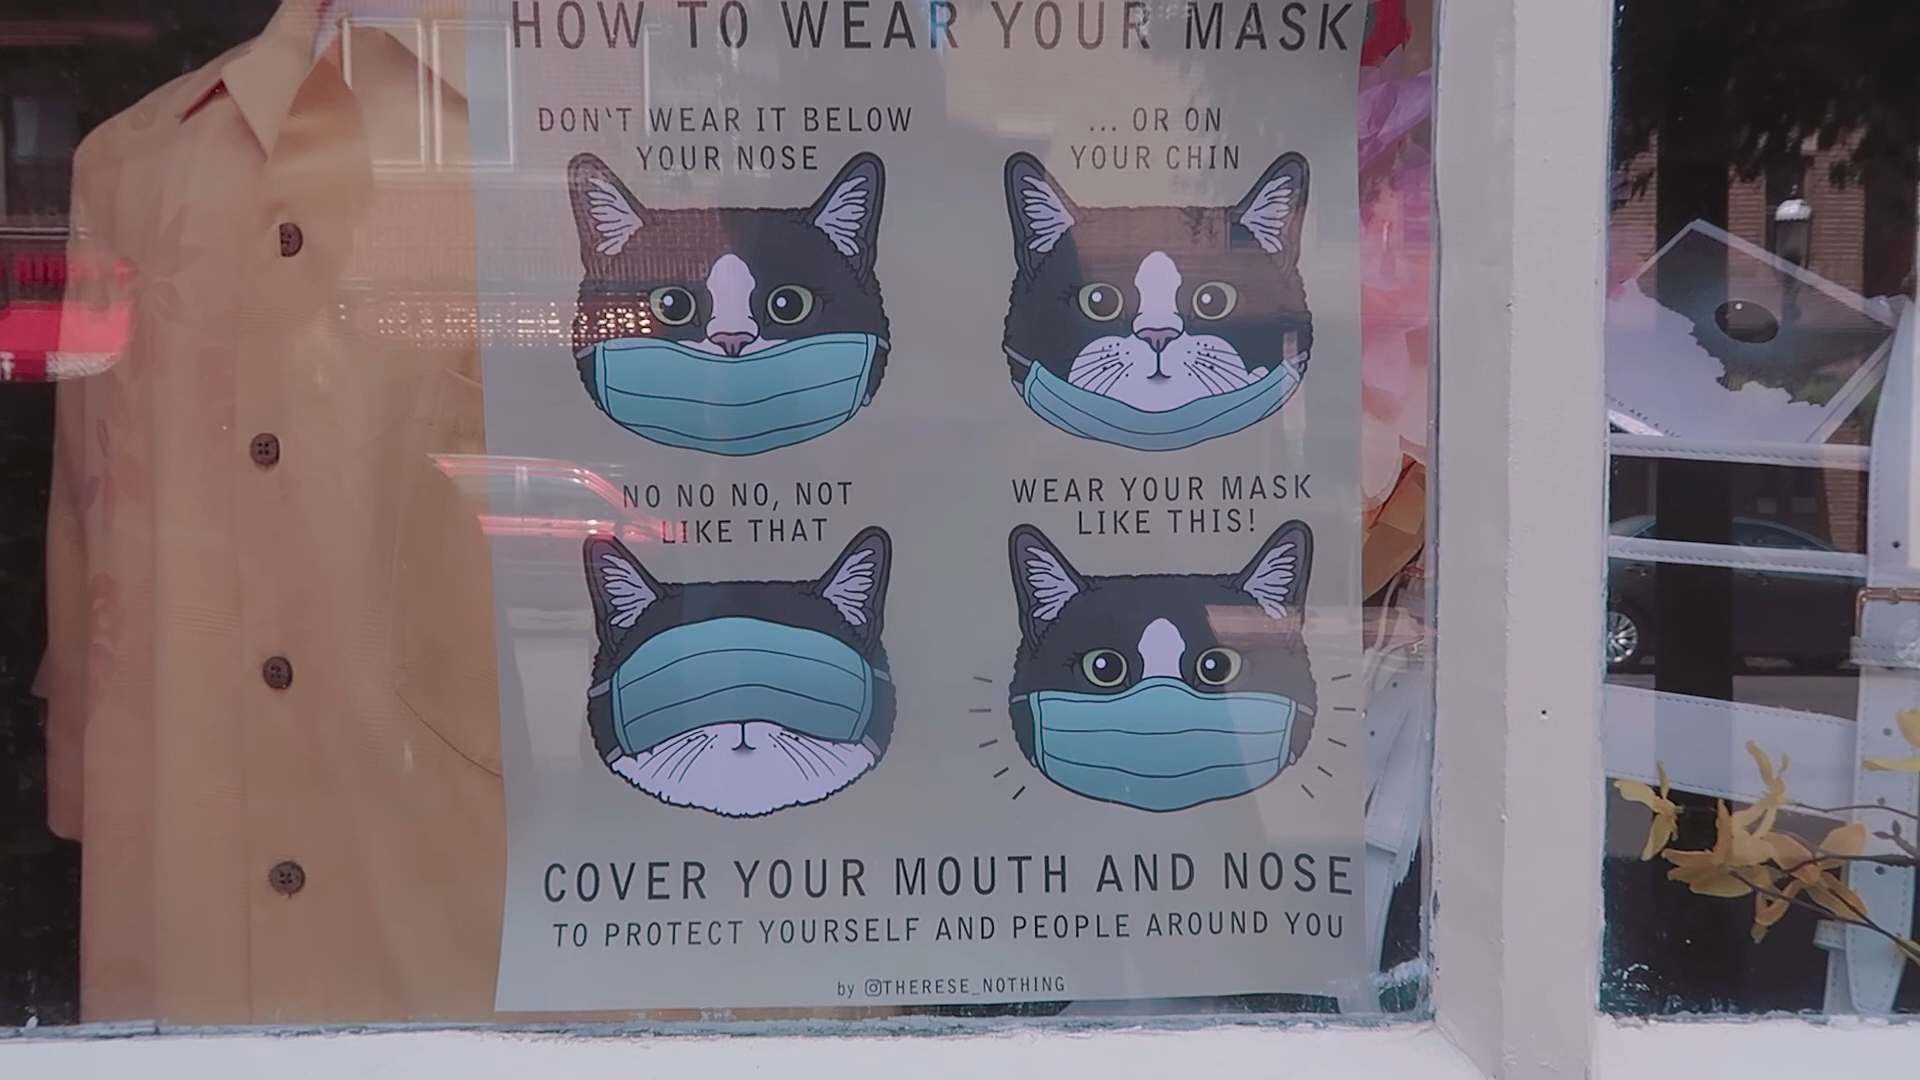 HOW TO WEAR YOUR MASK
DON'T WEAR IT BELOW
YOUR NOSE
... OR ON
YOUR CHIN
NO NO NO, NOT
LIKE THAT
WEAR YOUR MASK
LIKE THIS!
COVER YOUR MOUTH AND NOSE
TO PROTECT YOURSELF AND PEOPLE AROUND YOU
by @THERESE_NOTHING